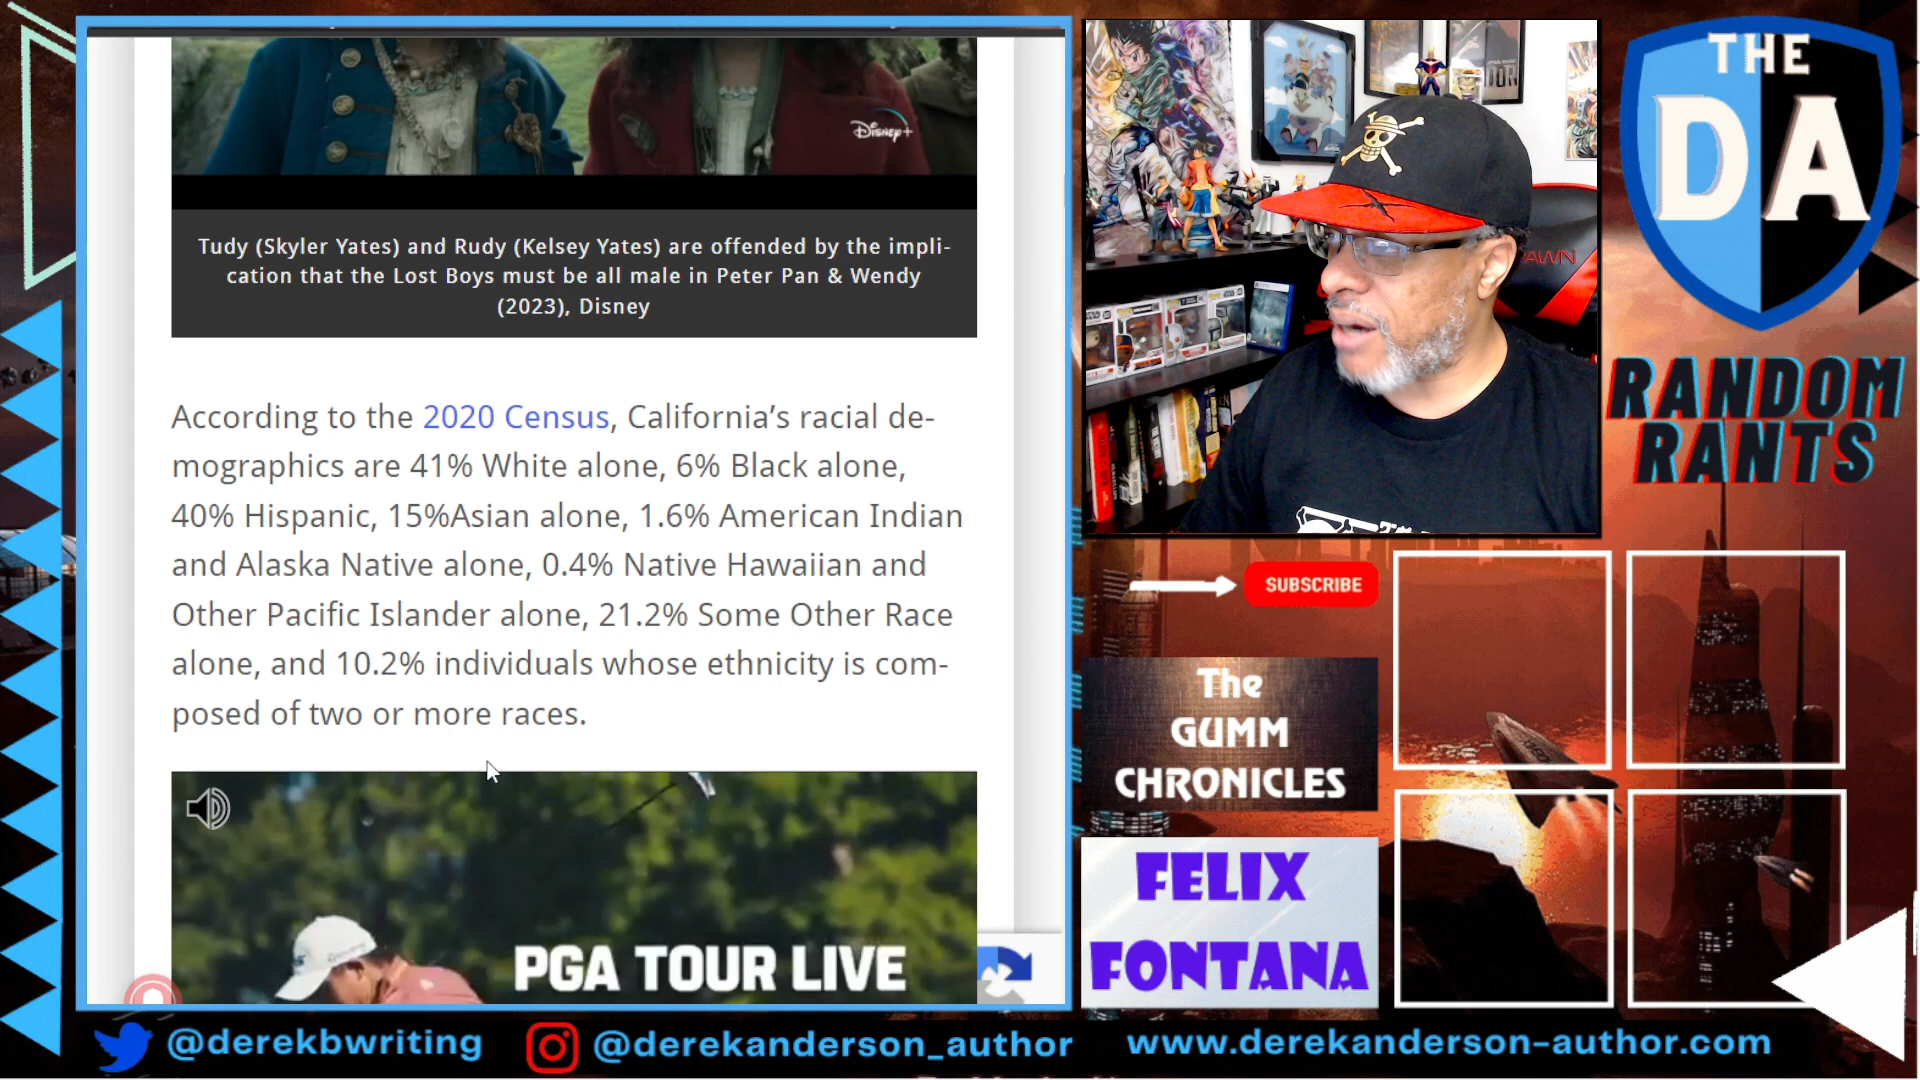 Disney+
Tudy (Skyler Yates) and Rudy (Kelsey Yates) are offended by the impli-
cation that the Lost Boys must be all male in Peter Pan & Wendy
(2023), Disney
According to the 2020 Census, California’s racial de-
mographics are 41% White alone, 6% Black alone,
40% Hispanic, 15%Asian alone, 1.6% American Indian
and Alaska Native alone, 0.4% Native Hawaiian and
Other Pacific Islander alone, 21.2% Some Other Race
alone, and 10.2% individuals whose ethnicity is com-
posed of two or more races.
PGA TOUR LIVE
AWN
THE
DA
RANDOM
RANTS
SUBSCRIBE
The
GUMM
CHRONICLES
FELIX
FONTANA
@derekbwriting
@derekanderson_author
www.derekanderson-author.com